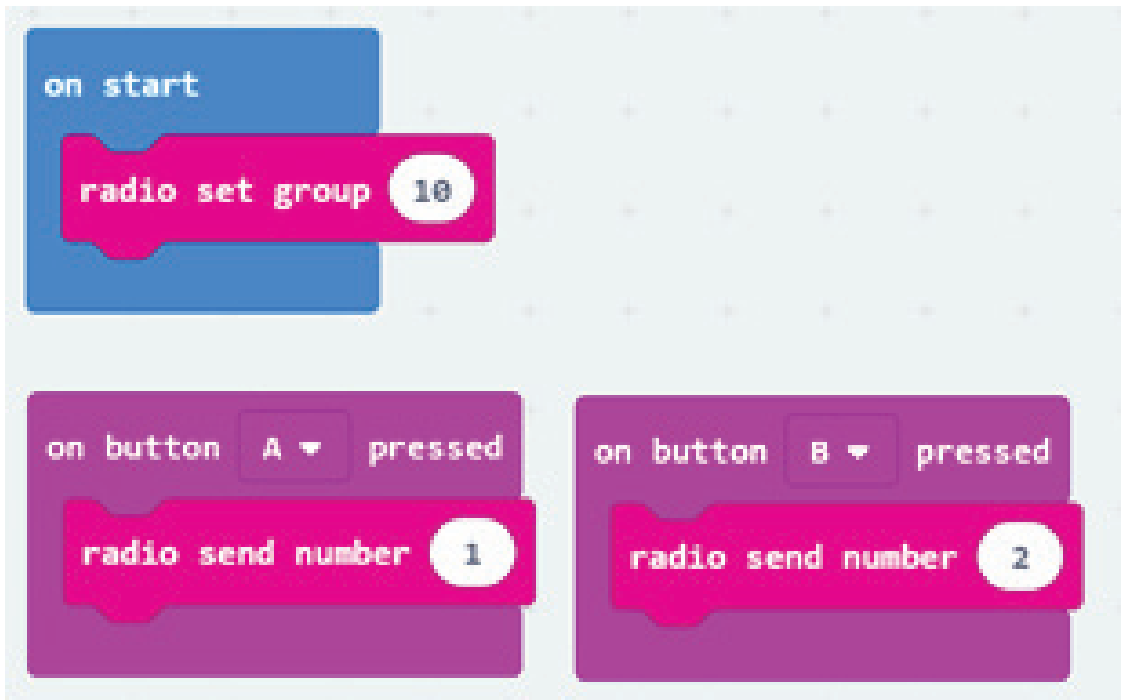 on start
radio set group 10
on button A pressed
radio send number 1
on button B pressed
radio send number 2